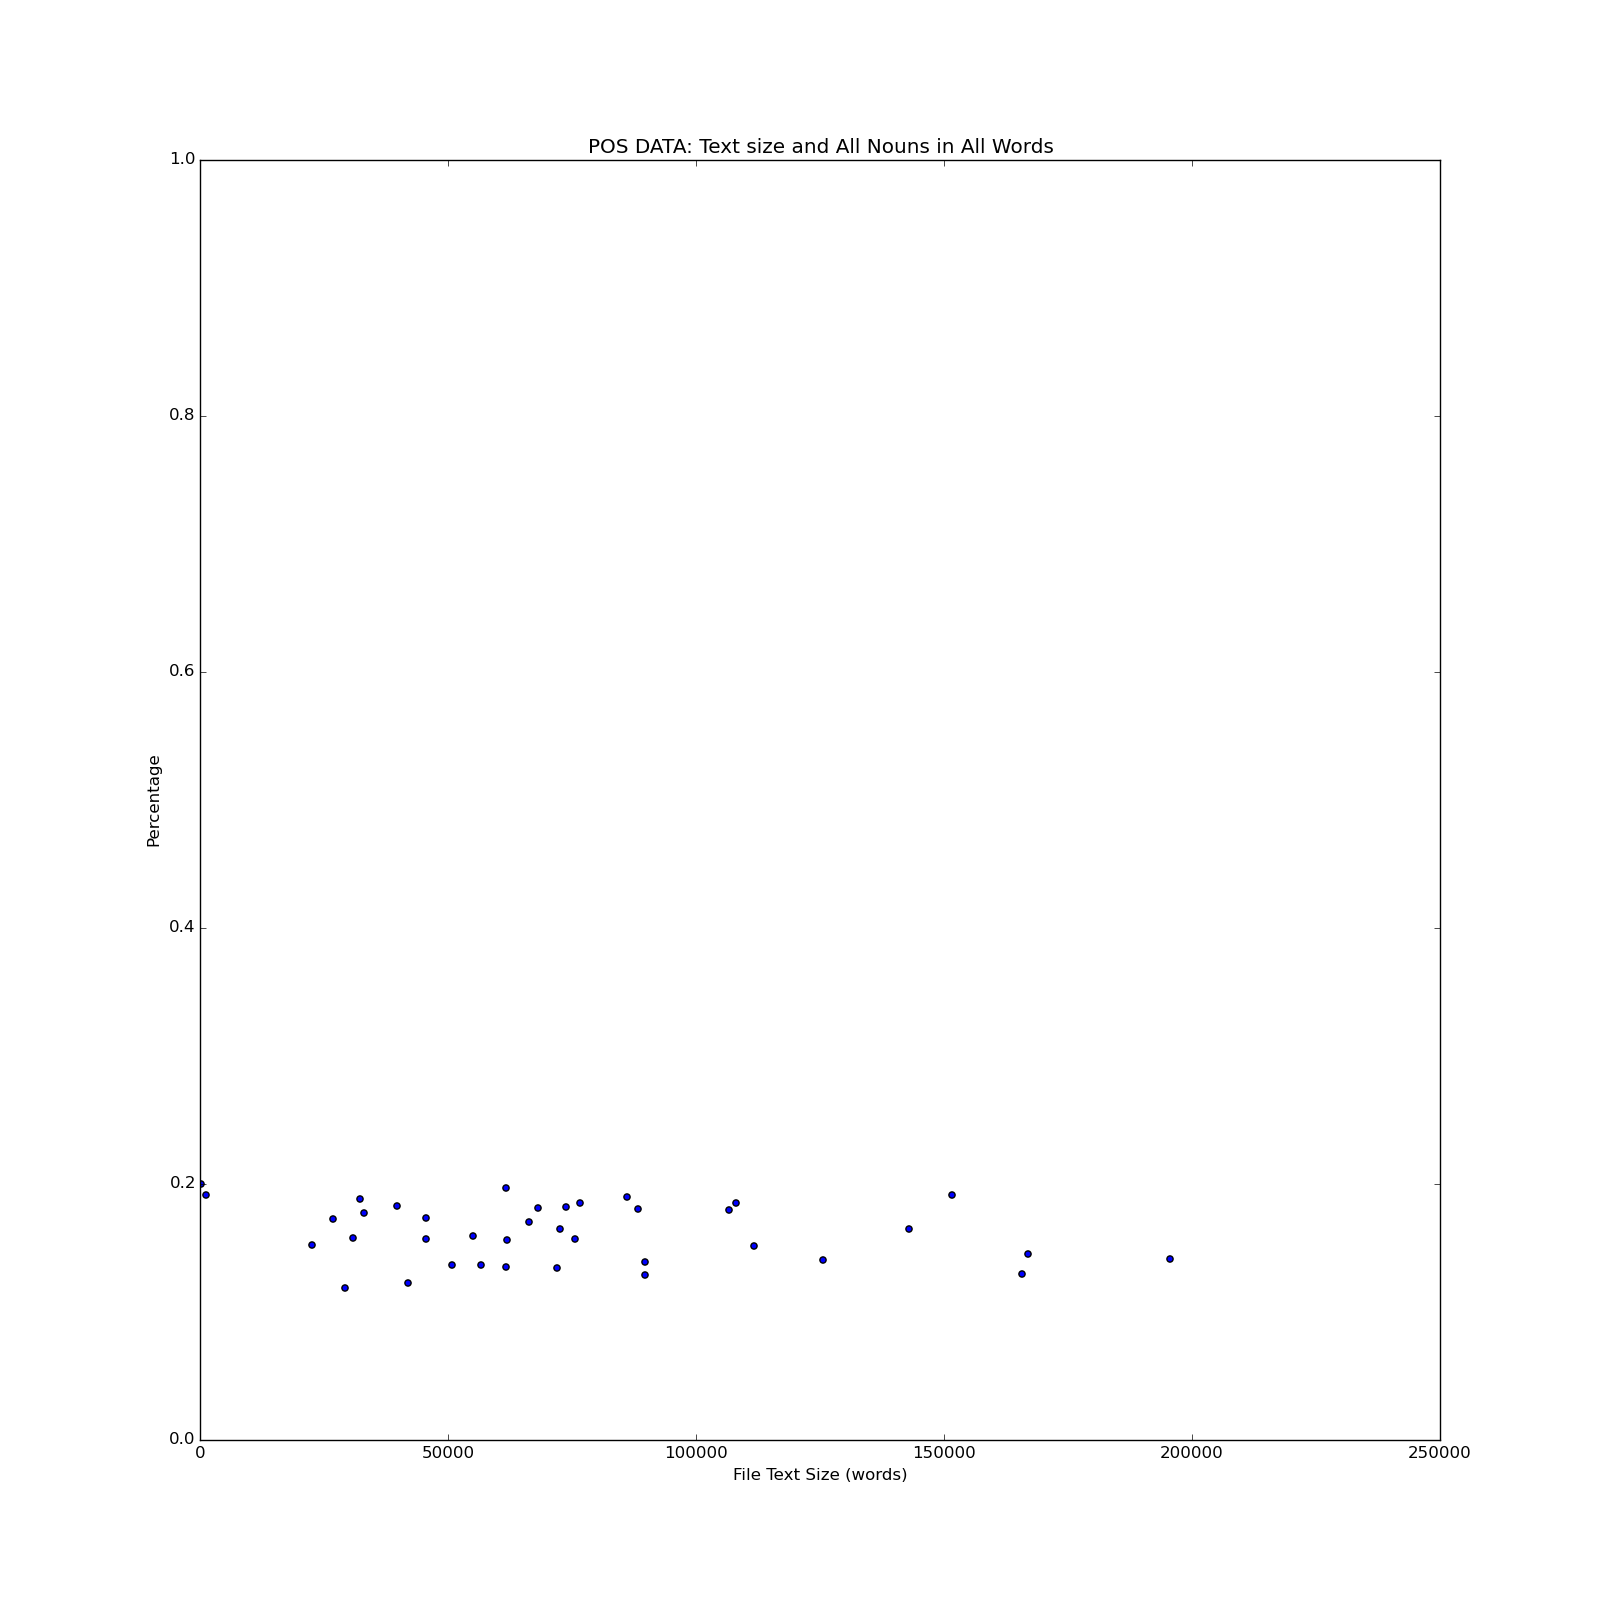 POS DATA: Text size and All Nouns in All Words
1.0
0.8
0.6
Percentage
0.4
0.2
0.0
0 50000 100000 150000 200000 250000
File Text Size (words)